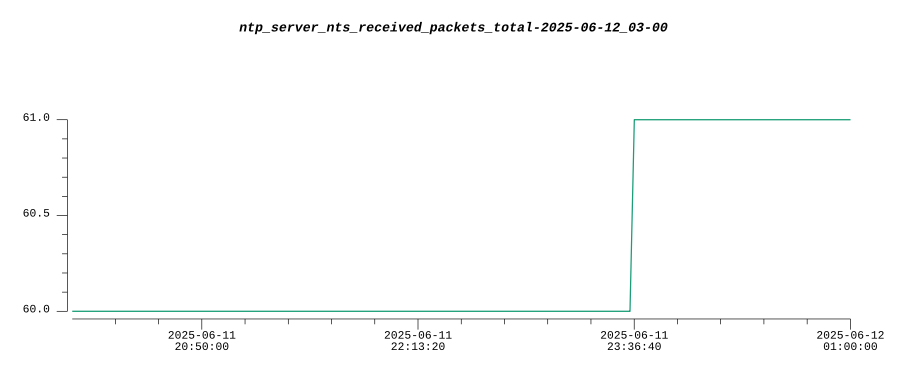 ntp_server_nts_received_packets_total-2025-06-12_03-00
61.0
60.5
60.0
2025-06-11 2025-06-11 2025-06-11 2025-06-12
20:50:00 22:13:20 23:36:40 01:00:00